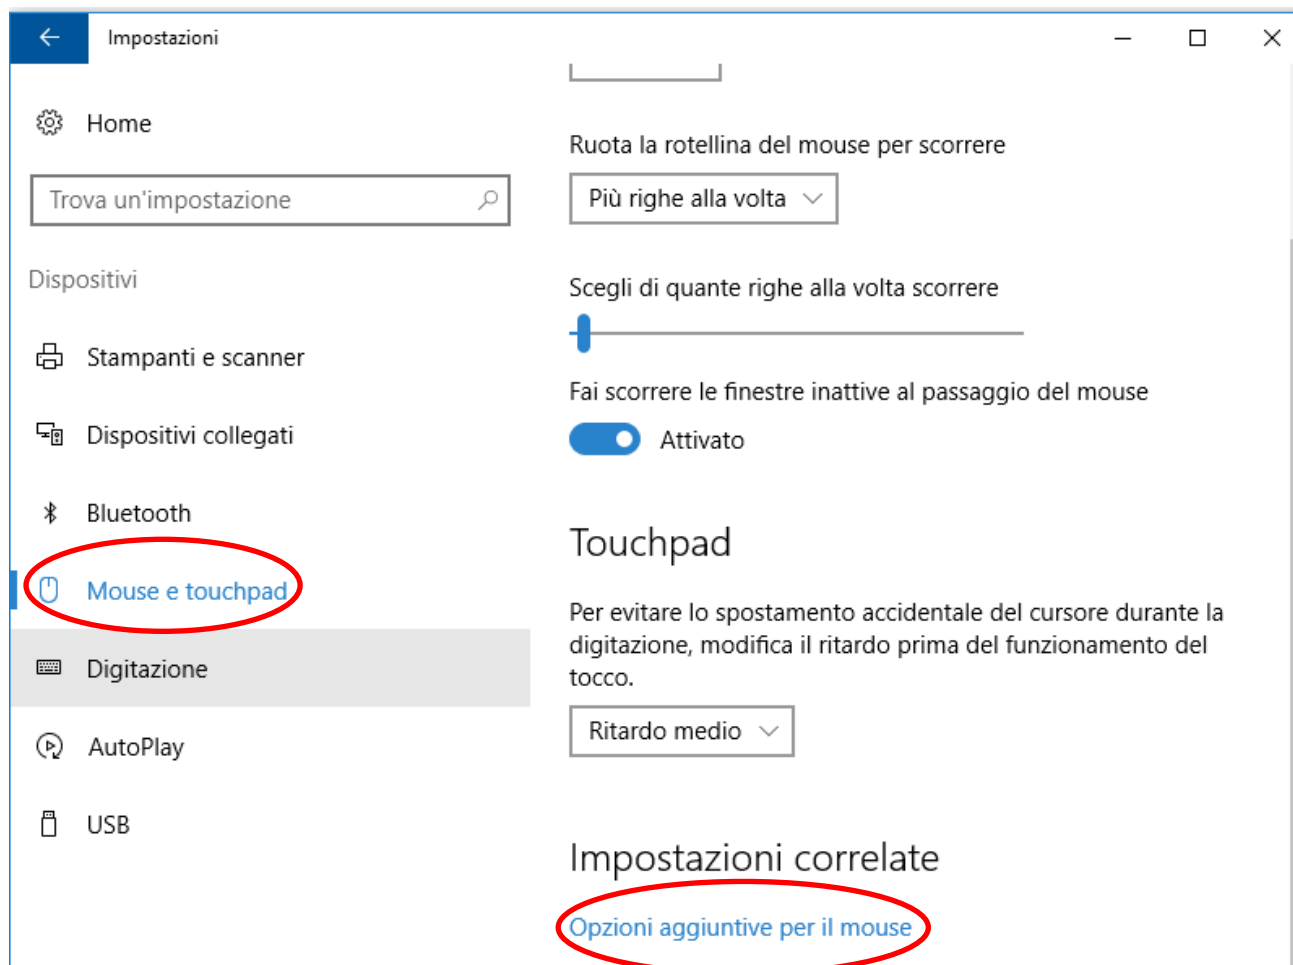 Impostazioni
Home
Trova un'impostazione
Dispositivi
Stampanti e scanner
Dispositivi collegati
Bluetooth
Mouse e touchpad
Digitazione
AutoPlay
USB
Ruota la rotellina del mouse per scorrere
Più righe alla volta
Scegli di quante righe alla volta scorrere
Fai scorrere le finestre inattive al passaggio del mouse
Attivato
Touchpad
Per evitare lo spostamento accidentale del cursore durante la
digitazione, modifica il ritardo prima del funzionamento del
tocco.
Ritardo medio
Impostazioni correlate
Opzioni aggiuntive per il mouse